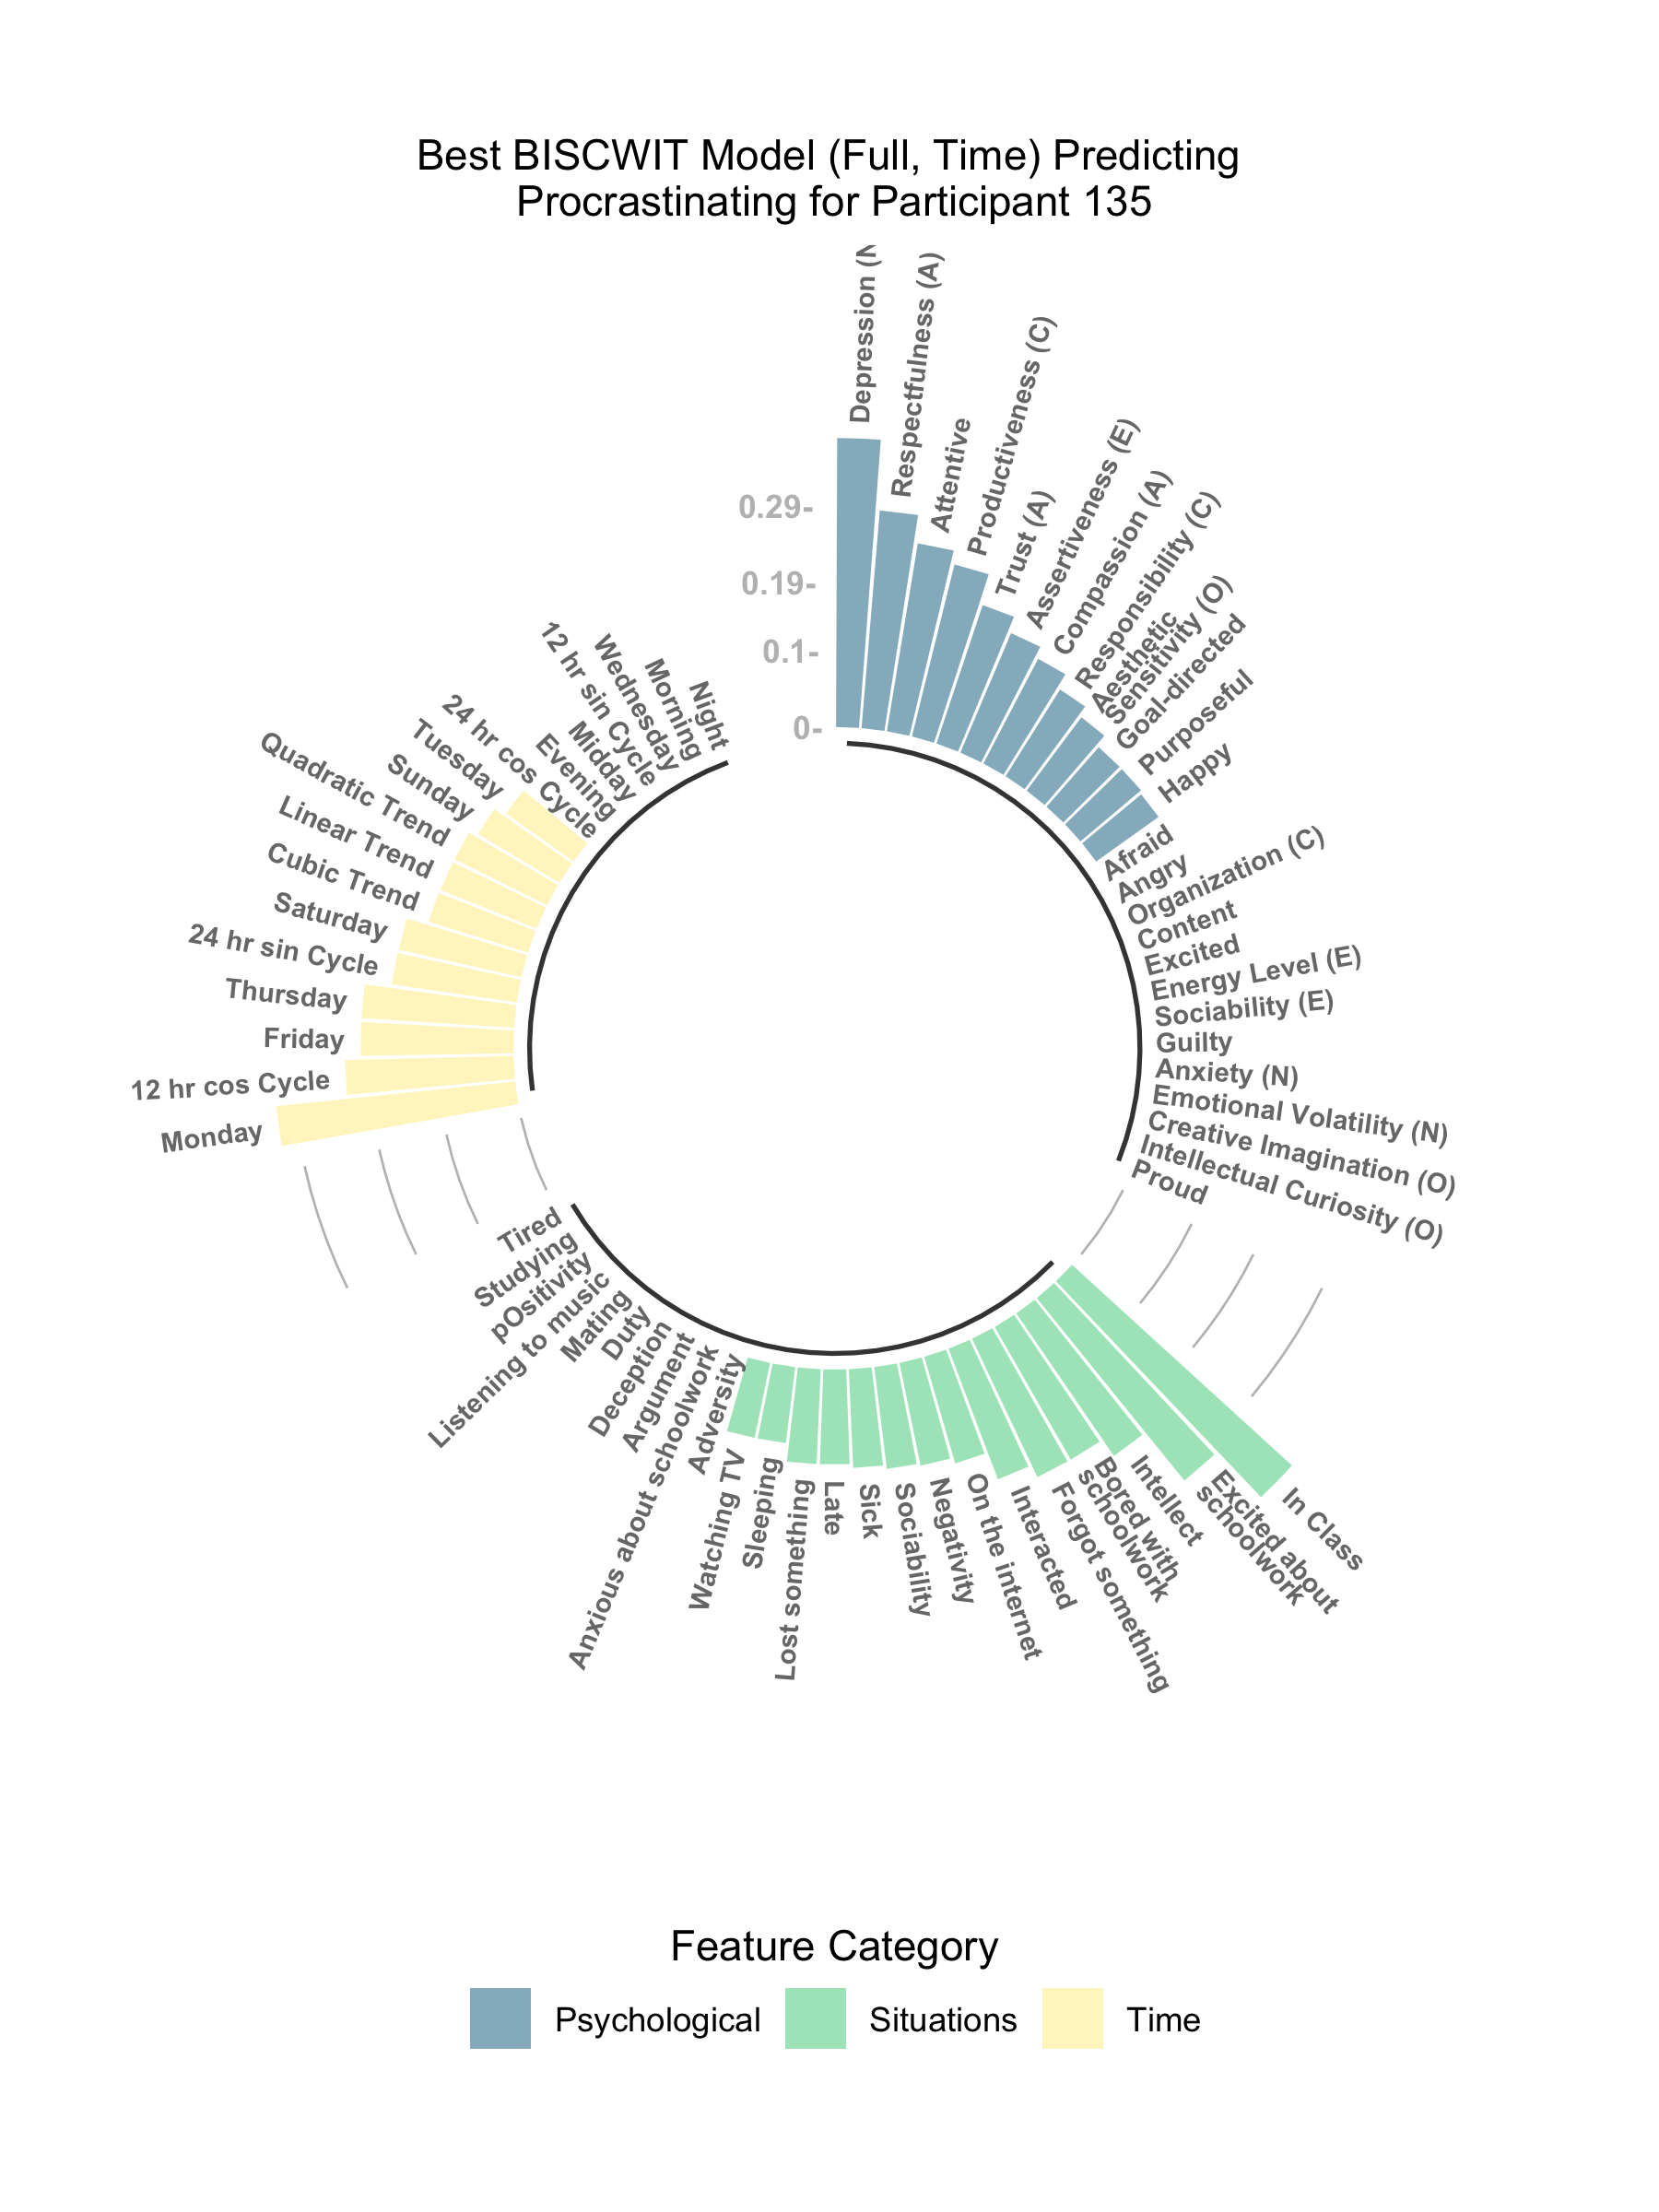 Best BISCWIT Model (Full, Time) Predicting
Procrastinating for Participant 135
0.29-
0.19-
0.1-
0-
Depression (N
Respectfulness (A)
Attentive
Productiveness (C)
Trust (A)
Assertiveness (E)
Compassion (A)
Responsibility (C)
Aesthetic
Sensitivity (O)
Goal-directed
Purposeful
Happy
Afraid
Angry
Organization (C)
Content
Excited
Energy Level (E)
Sociability (E)
Guilty
Anxiety (N)
Emotional Volatility (N)
Creative Imagination (O)
Intellectual Curiosity (O)
Proud
In Class
Excited about
schoolwork
Intellect
Bored with
schoolwork
Forgot something
Interacted
On the internet
Negativity
Sociability
Sick
Late
Lost something
Sleeping
Watching TV
Adversity
Anxious about schoolwork
Argument
Deception
Duty
Mating
Listening to music
pOsitivity
Studying
Tired
Monday
12 hr cos Cycle
Friday
Thursday
24 hr sin Cycle
Saturday
Cubic Trend
Linear Trend
Quadratic Trend
Sunday
Tuesday
24 hr cos Cycle
Evening
Midday
12 hr sin Cycle
Wednesday
Morning
Night
Feature Category
Psychological
Situations
Time